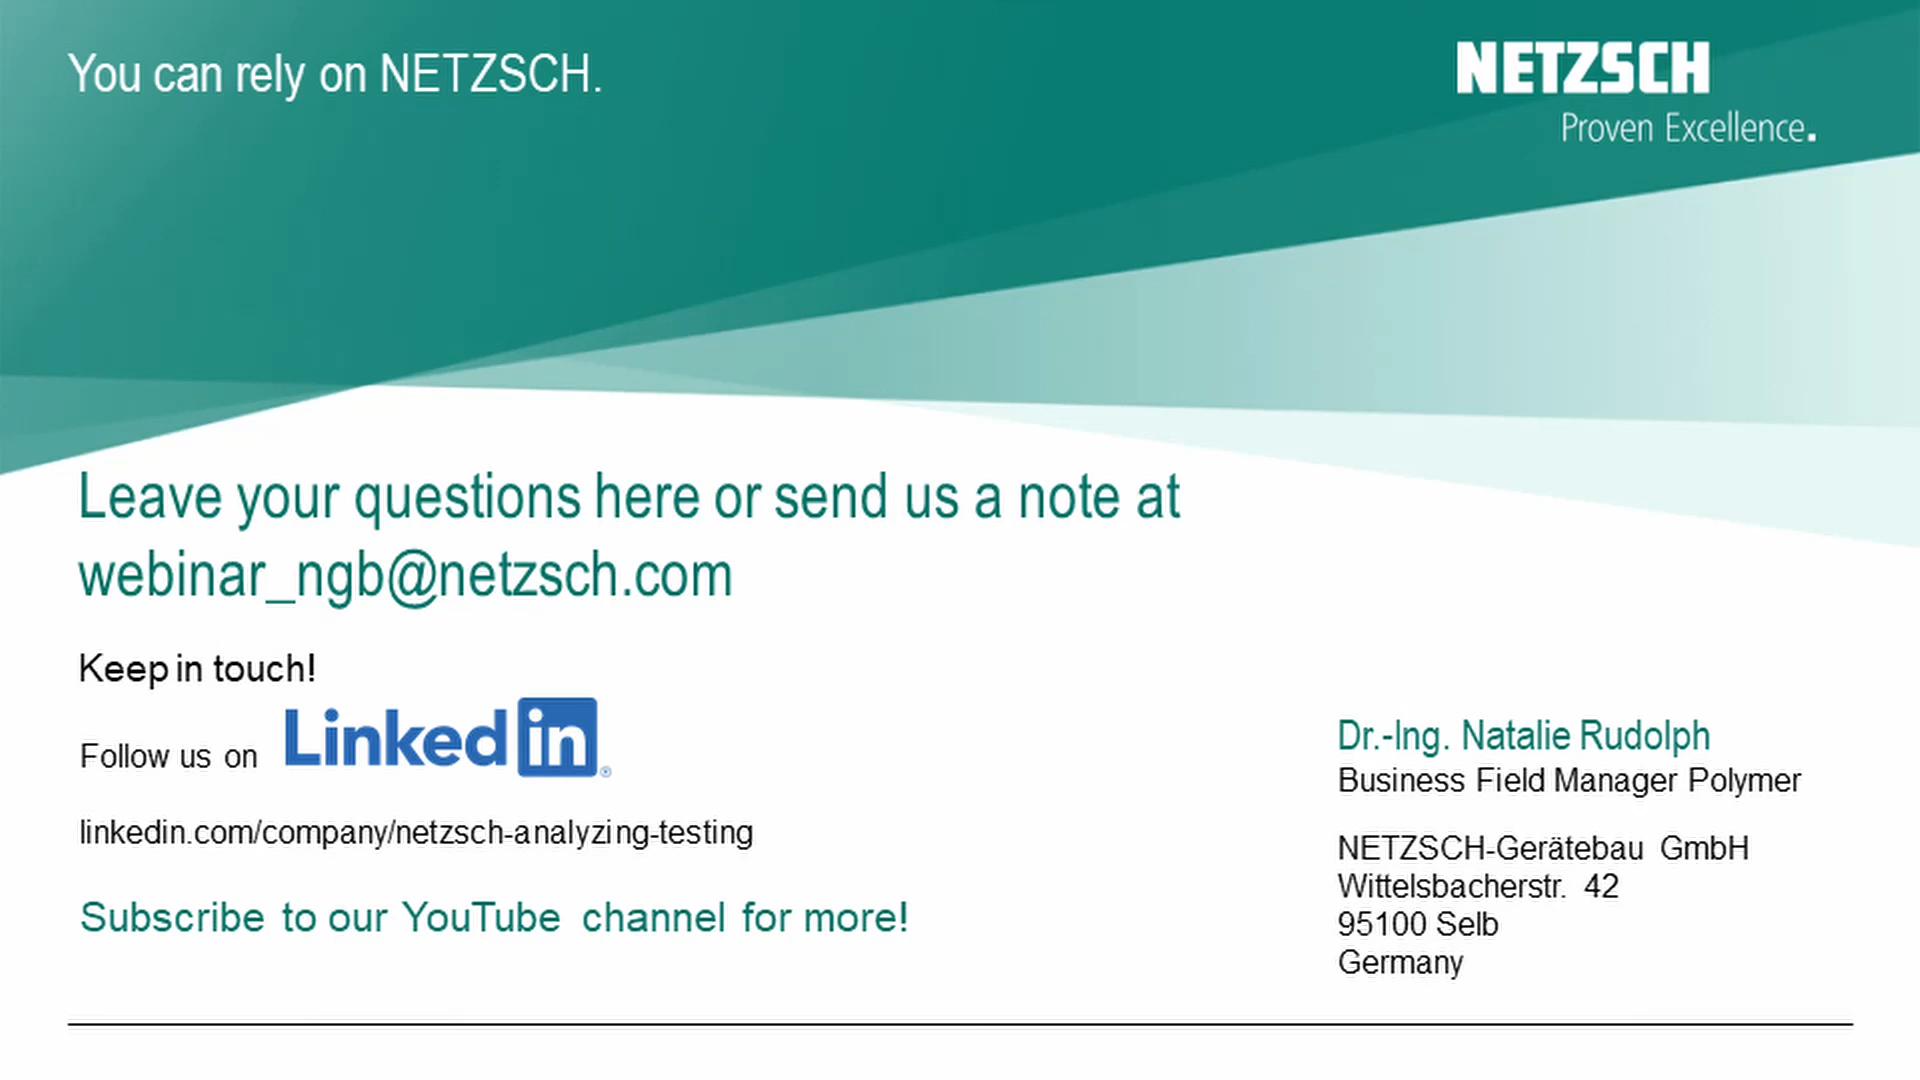 You can rely on NETZSCH.
NETZSCH
Proven Excellence.
Leave your questions here or send us a note at
webinar_ngb@netzsch.com
Keep in touch!
Follow us on LinkedIn®
linkedin.com/company/netzsch-analyzing-testing
Subscribe to our YouTube channel for more!
Dr.-Ing. Natalie Rudolph
Business Field Manager Polymer
NETZSCH-Gerätebau GmbH
Wittelsbacherstr. 42
95100 Selb
Germany